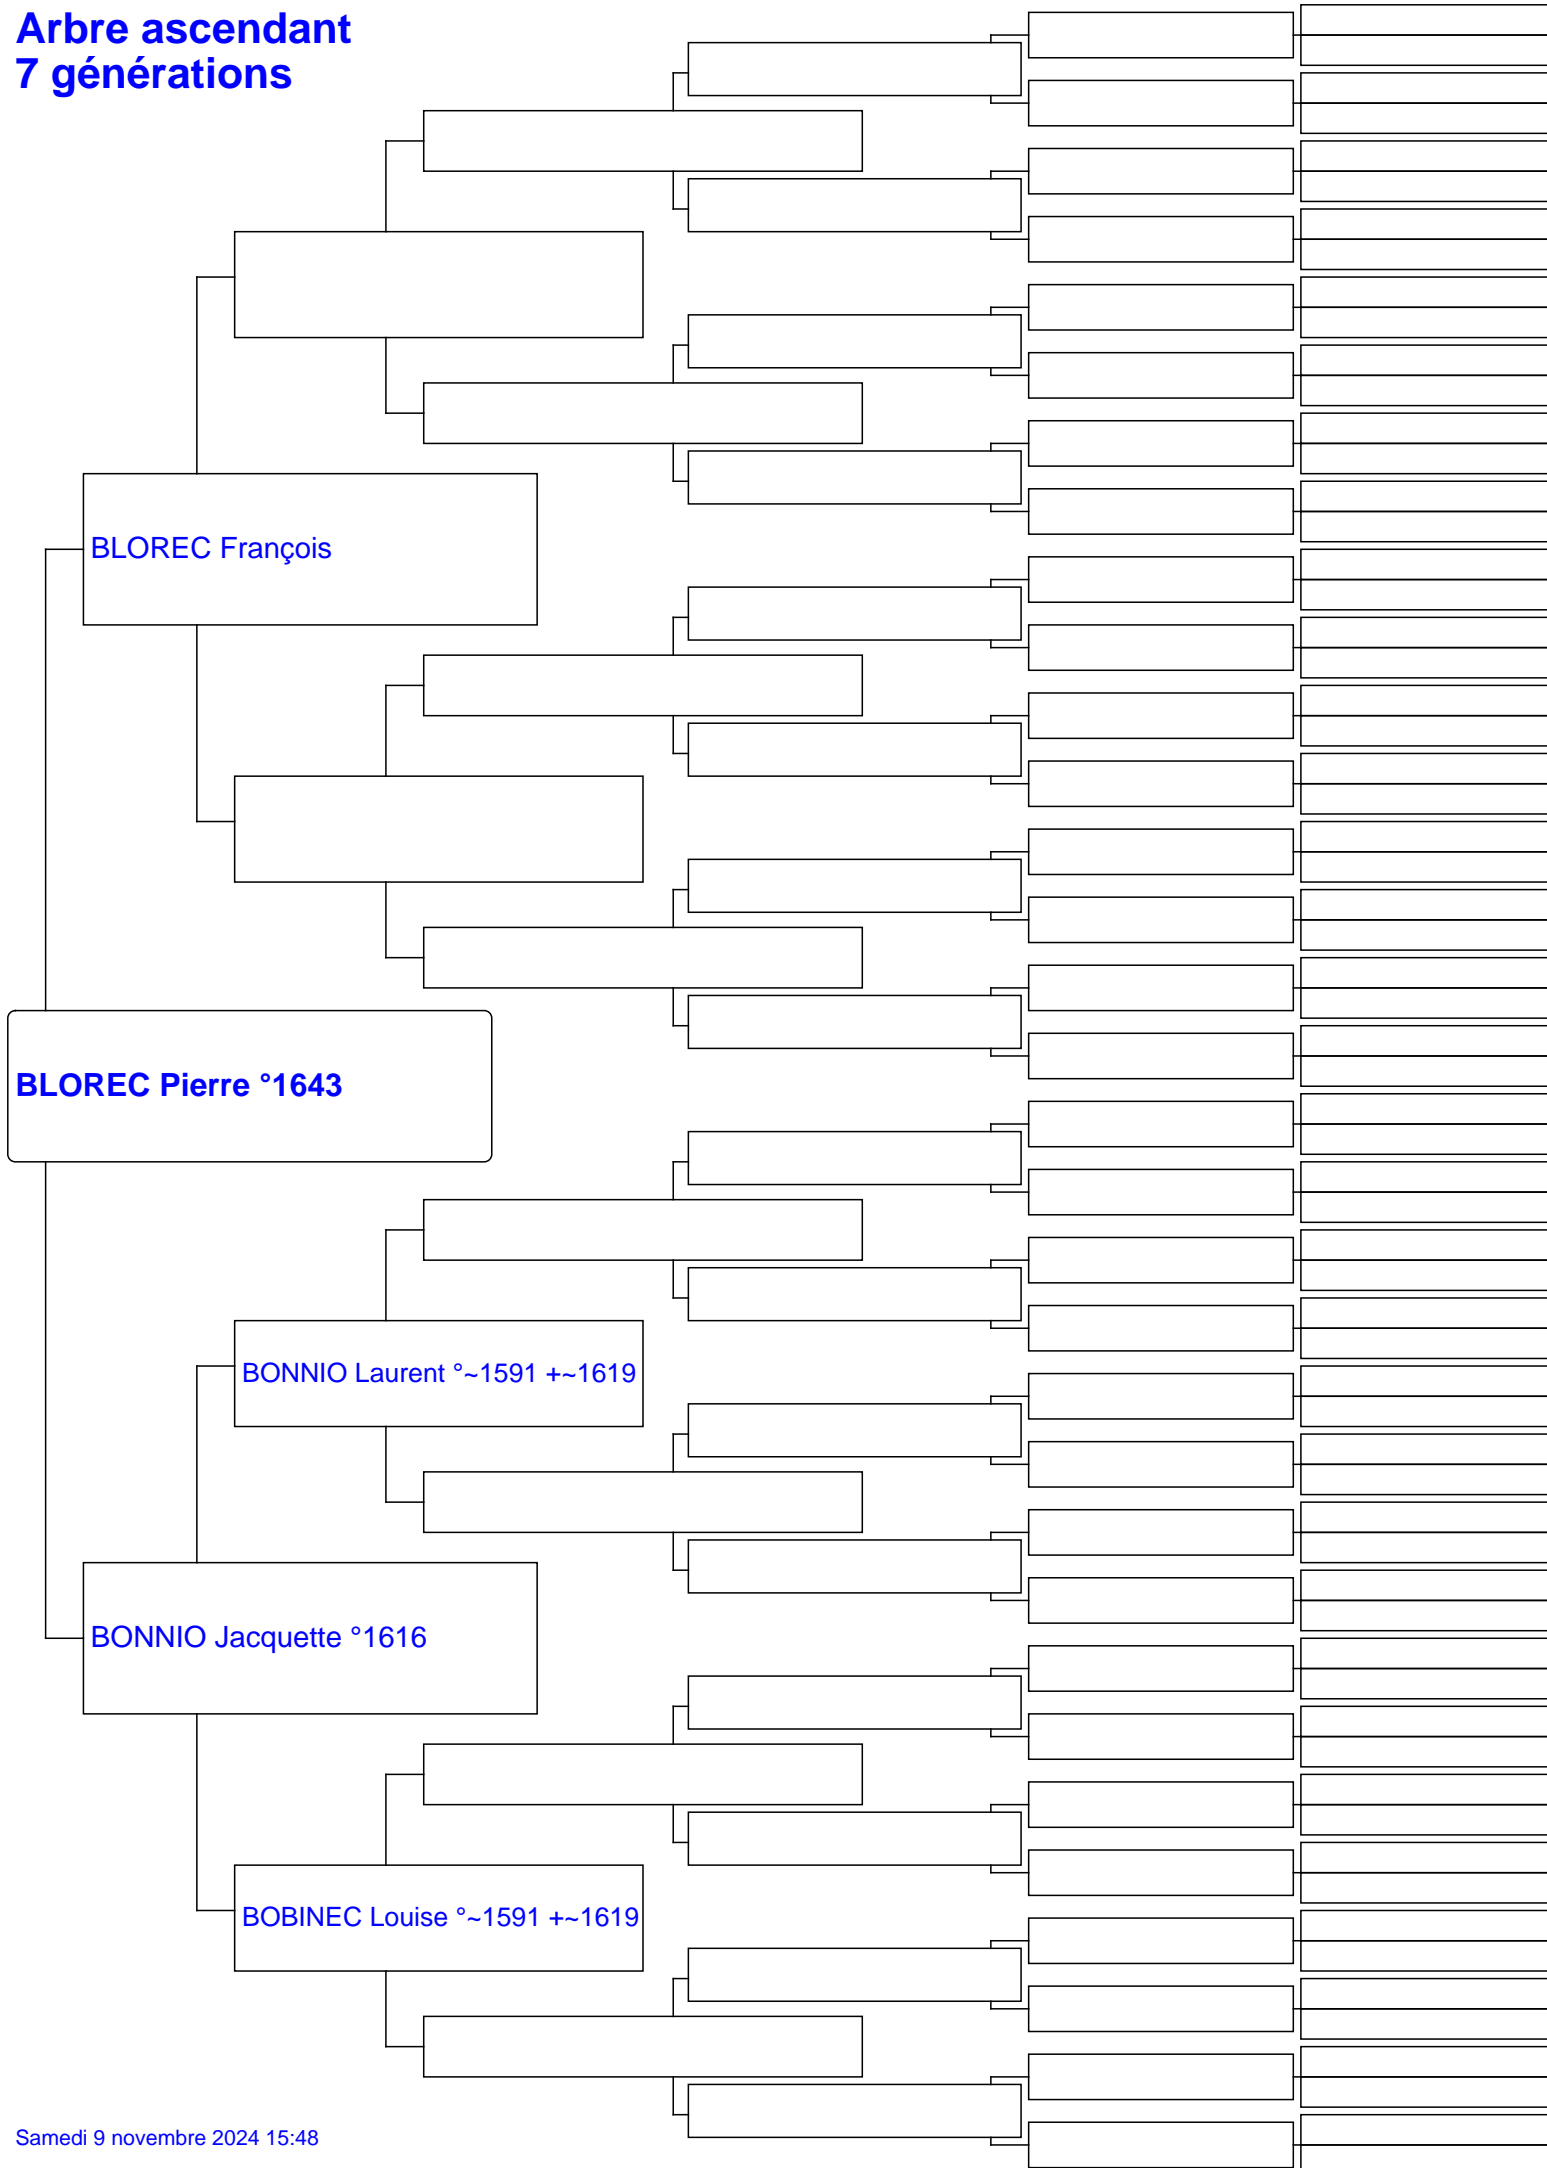 Arbre ascendant
7 générations
BLOREC François
BLOREC Pierre °1643
BONNIO Laurent °~1591 +~1619
BONNIO Jacquette °1616
BOBINEC Louise °~1591 +~1619
Samedi 9 novembre 2024 15:48